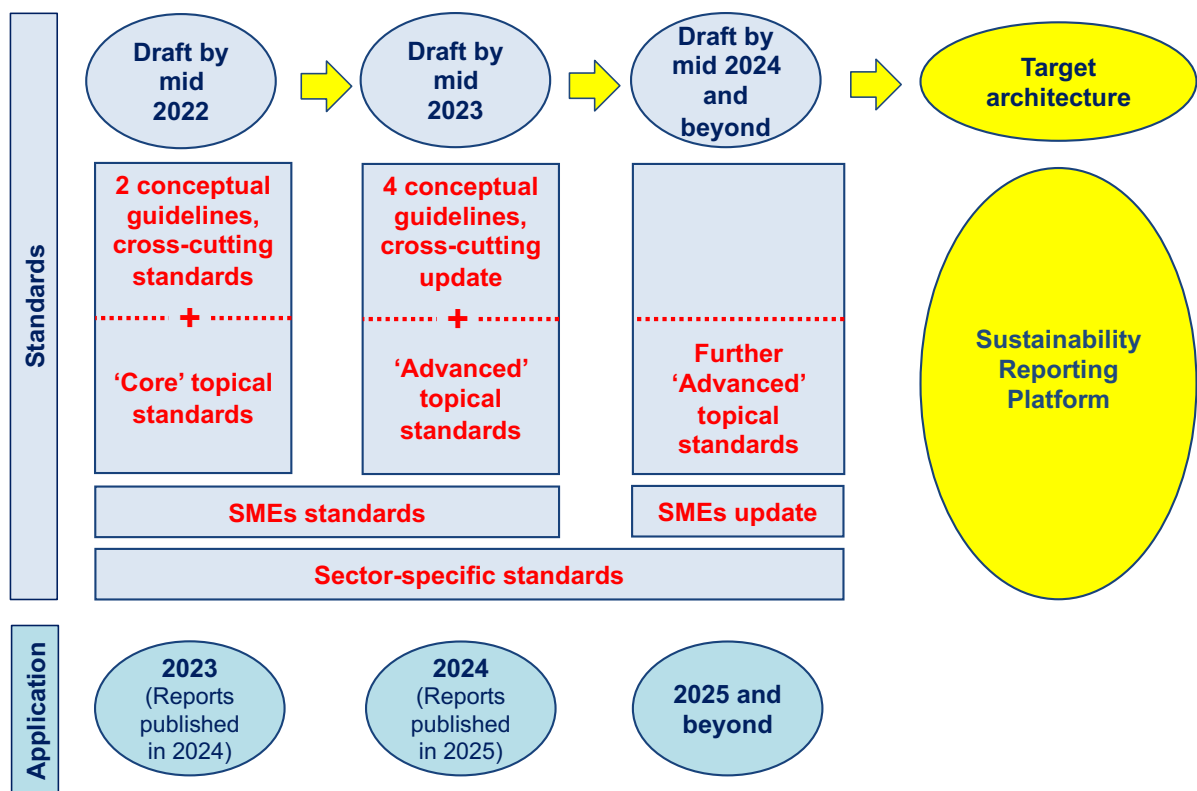 Standards
Draft by
mid
2022
Draft by
mid
2023
Draft by
mid 2024
and
beyond
Target
architecture
2 conceptual
guidelines,
cross-cutting
standards
+
‘Core’ topical
standards
4 conceptual
guidelines,
cross-cutting
update
+
‘Advanced’
topical
standards
Further
‘Advanced’
topical
standards
Sustainability
Reporting
Platform
SMEs standards
SMEs update
Sector-specific standards
Application
2023
(Reports
published
in 2024)
2024
(Reports
published
in 2025)
2025 and
beyond